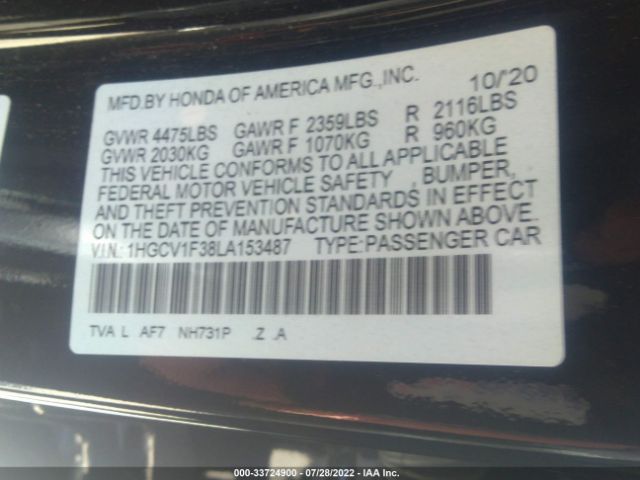 MFD.BY HONDA OF AMERICA MFG.,INC. 10/'20
GVWR 4475LBS GAWR F 2359LBS R 2116LBS
GVWR 2030KG GAWR F 1070KG R 960KG
THIS VEHICLE CONFORMS TO ALL APPLICABLE
FEDERAL MOTOR VEHICLE SAFETY , BUMPER,
AND THEFT PREVENTION STANDARDS IN EFFECT
ON THE DATE OF MANUFACTURE SHOWN ABOVE.
V.I.N.: 1HGCV1F38LA153487 TYPE:PASSENGER CAR
TVA L .AF7 NH731P .Z .A
000-33724900 - 07/28/2022 - IAA Inc.